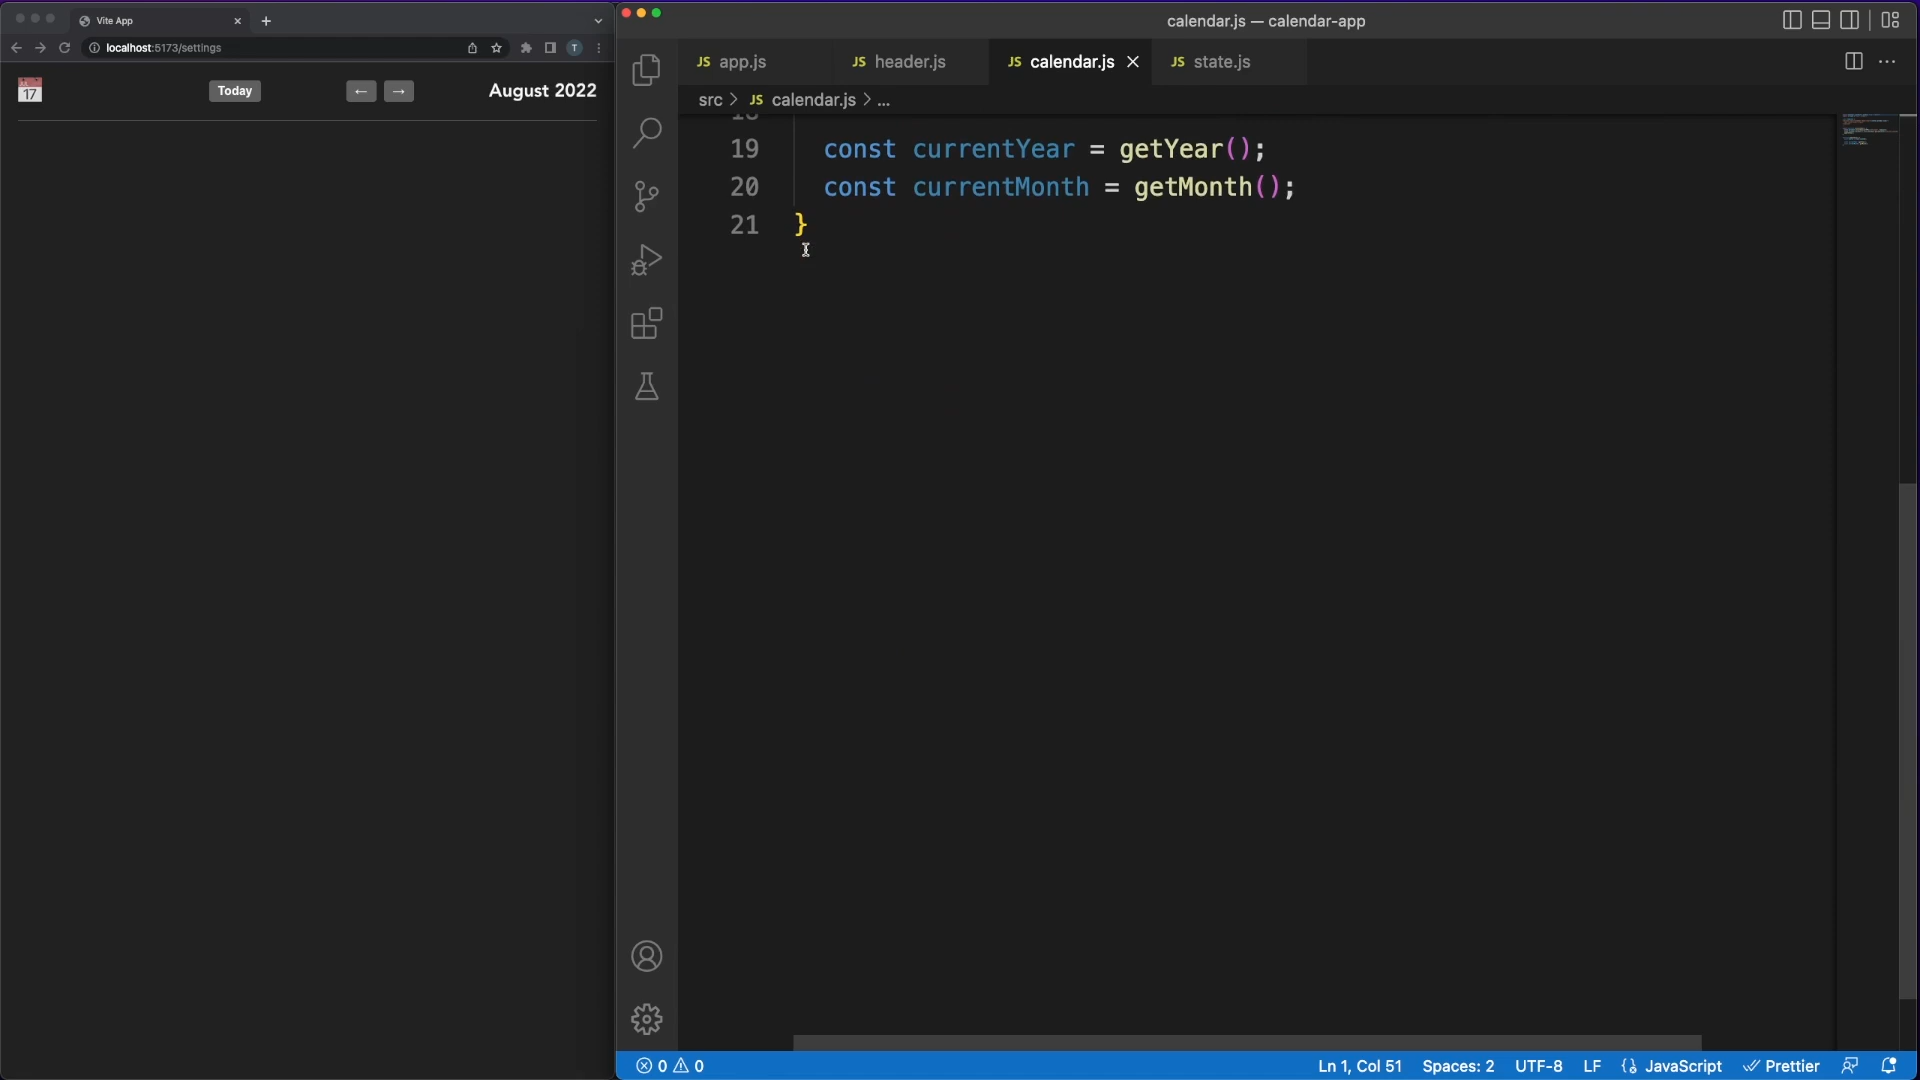 Vite App
localhost:5173/settings
17
Today
← →
August 2022
calendar.js — calendar-app
JS app.js
JS header.js
JS calendar.js
JS state.js
src > JS calendar.js > ...
18
19 const currentYear = getYear();
20 const currentMonth = getMonth();
21 }
0 0
Ln 1, Col 51
Spaces: 2
UTF-8
LF
JavaScript
Prettier
T